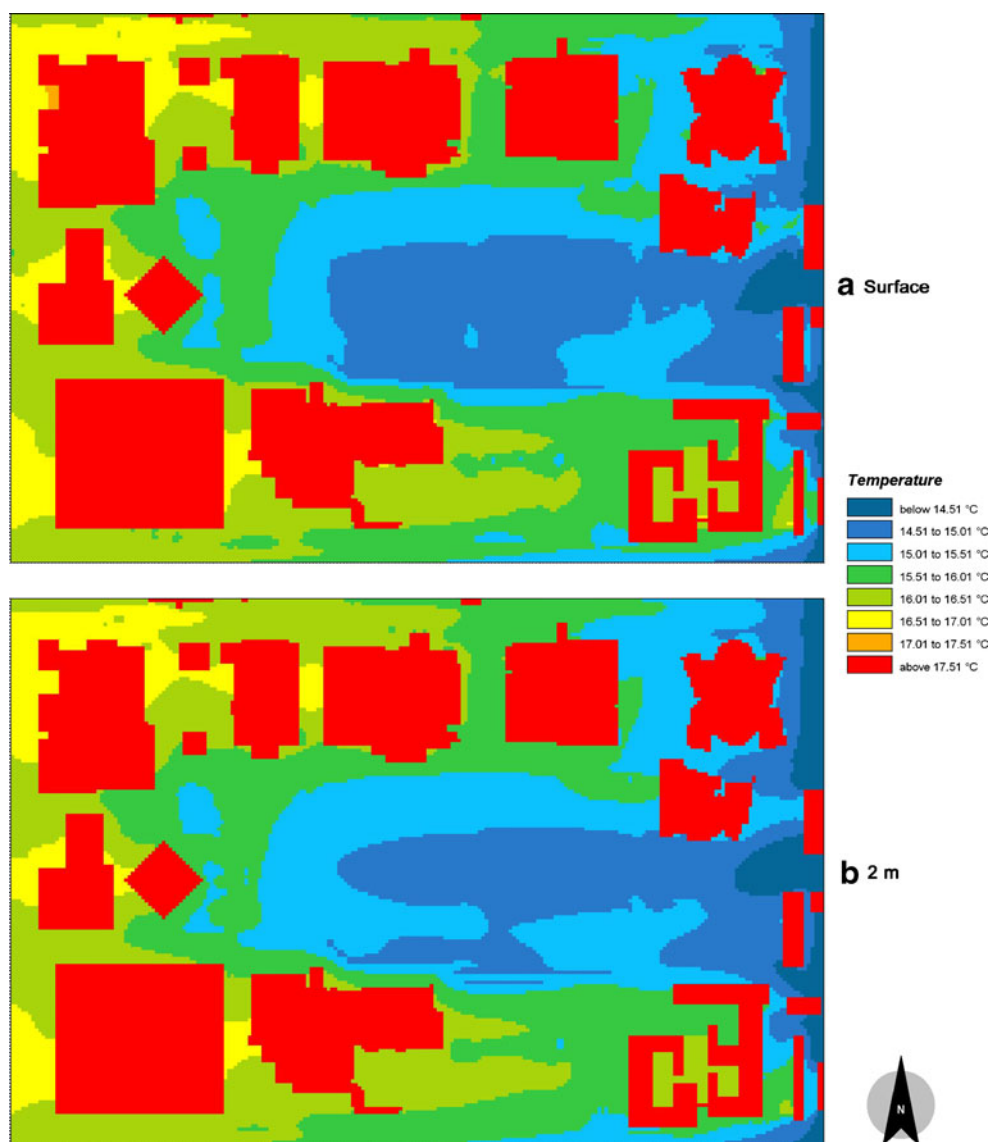 a Surface
Temperature
below 14.51 °C
14.51 to 15.01 °C
15.01 to 15.51 °C
15.51 to 16.01 °C
16.01 to 16.51 °C
16.51 to 17.01 °C
17.01 to 17.51 °C
above 17.51 °C
b 2 m
N